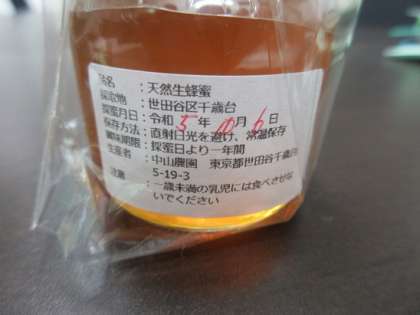 品名 : 天然生蜂蜜
採取物 : 世田谷区千歳台
採蜜月日 : 令和 5 年 10 月 6 日
保存方法 : 直射日光を避け、常温保存
賞味期限 : 採蜜日より一年間
生産者 : 中山農園 東京都世田谷千歳台
5-19-3
注意 : 一歳未満の乳児には食べさせな
いでください